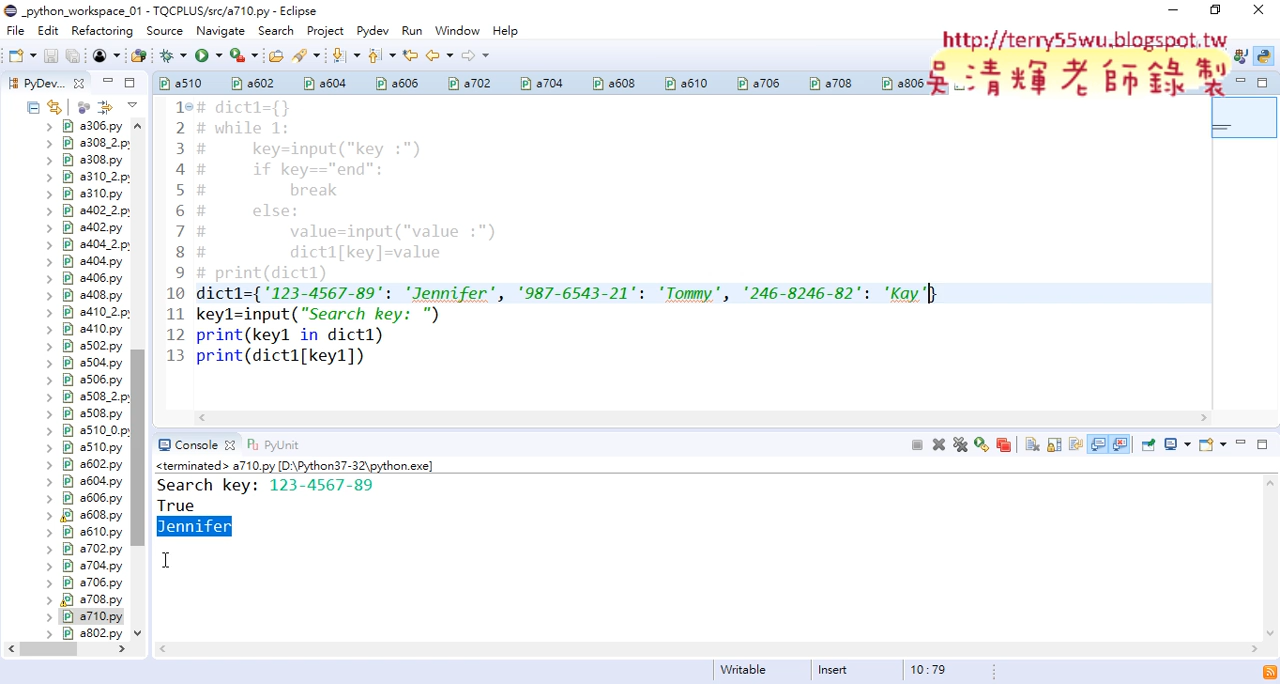 _python_workspace_01 - TQCPLUS/src/a710.py - Eclipse
File Edit Refactoring Source Navigate Search Project Pydev Run Window Help
http://terry55wu.blogspot.tw
吳清輝老師錄製
PyDev...
a510 a602 a604 a606 a702 a704 a608 a610 a706 a708 a806
a306.py
a308_2.py
a308.py
a310_2.py
a310.py
a402_2.py
a402.py
a404_2.py
a404.py
a406.py
a408.py
a410_2.py
a410.py
a502.py
a504.py
a506.py
a508_2.py
a508.py
a510_0.py
a510.py
a602.py
a604.py
a606.py
a608.py
a610.py
a702.py
a704.py
a706.py
a708.py
a710.py
a802.py
1 # dict1={}
2 # while 1:
3 #     key=input("key :")
4 #     if key=="end":
5 #         break
6 #     else:
7 #         value=input("value :")
8 #         dict1[key]=value
9 # print(dict1)
10 dict1={'123-4567-89': 'Jennifer', '987-6543-21': 'Tommy', '246-8246-82': 'Kay'}
11 key1=input("Search key: ")
12 print(key1 in dict1)
13 print(dict1[key1])
Console PyUnit
<terminated> a710.py [D:\Python37-32\python.exe]
Search key: 123-4567-89
True
Jennifer
Writable Insert 10 : 79